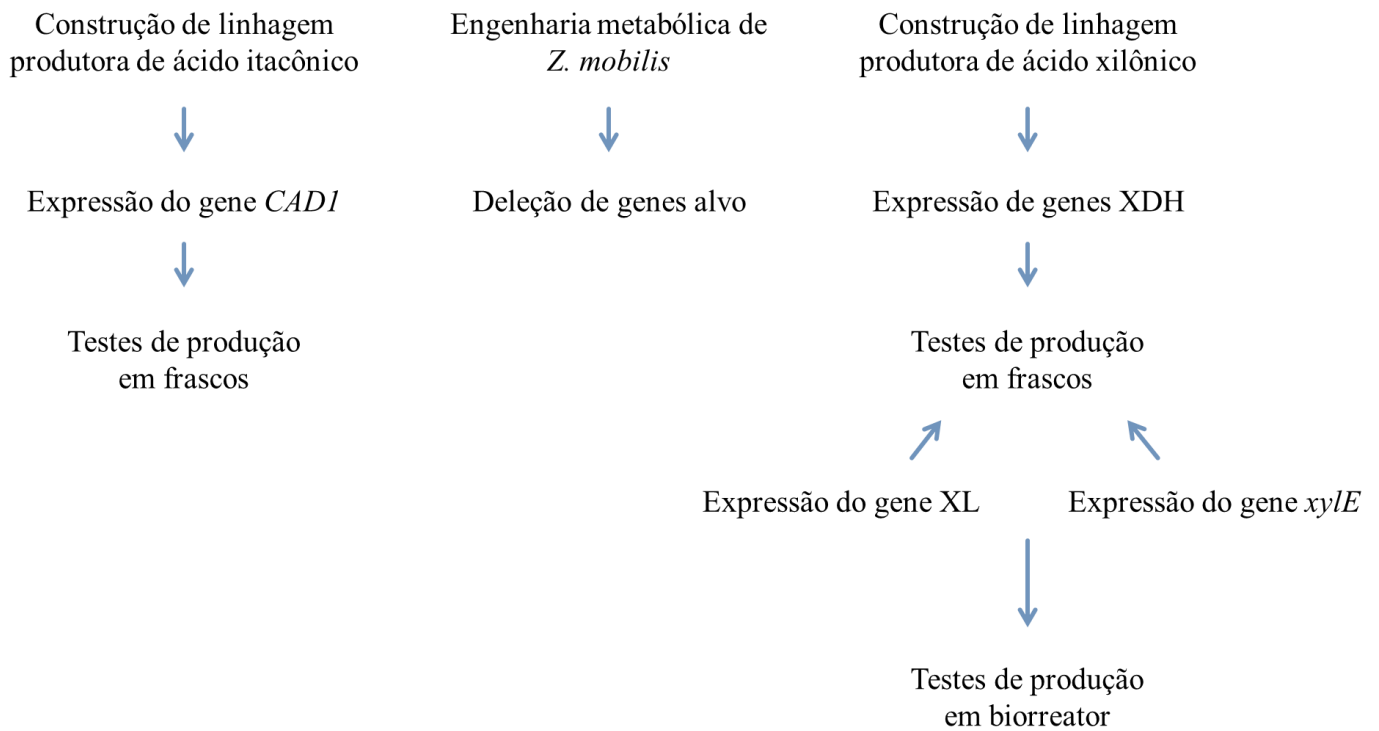 Construção de linhagem
produtora de ácido itacônico
Engenharia metabólica de
Z. mobilis
Construção de linhagem
produtora de ácido xilônico
Expressão do gene CAD1
Deleção de genes alvo
Expressão de genes XDH
Testes de produção
em frascos
Testes de produção
em frascos
Expressão do gene XL
Expressão do gene xylE
Testes de produção
em biorreator